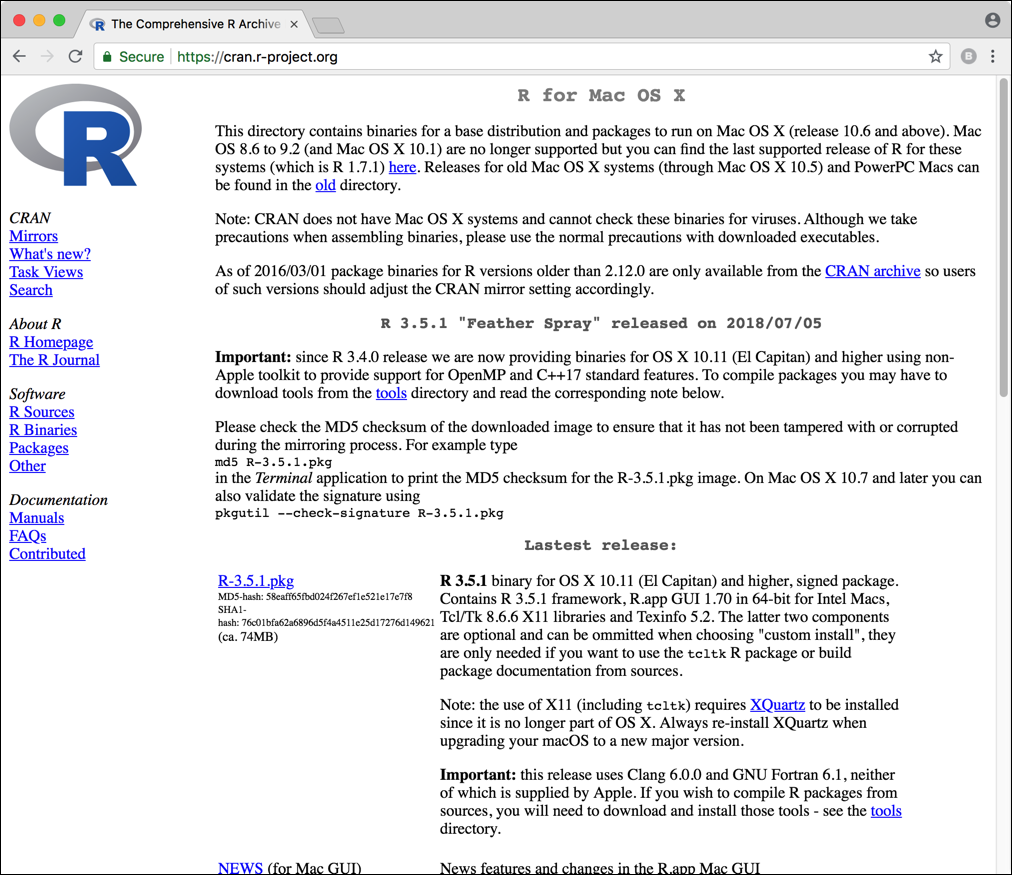 The Comprehensive R Archive
Secure https://cran.r-project.org
B
R
CRAN
Mirrors
What's new?
Task Views
Search
About R
R Homepage
The R Journal
Software
R Sources
R Binaries
Packages
Other
Documentation
Manuals
FAQs
Contributed
R for Mac OS X
This directory contains binaries for a base distribution and packages to run on Mac OS X (release 10.6 and above). Mac
OS 8.6 to 9.2 (and Mac OS X 10.1) are no longer supported but you can find the last supported release of R for these
systems (which is R 1.7.1) here. Releases for old Mac OS X systems (through Mac OS X 10.5) and PowerPC Macs can
be found in the old directory.
Note: CRAN does not have Mac OS X systems and cannot check these binaries for viruses. Although we take
precautions when assembling binaries, please use the normal precautions with downloaded executables.
As of 2016/03/01 package binaries for R versions older than 2.12.0 are only available from the CRAN archive so users
of such versions should adjust the CRAN mirror setting accordingly.
R 3.5.1 "Feather Spray" released on 2018/07/05
Important: since R 3.4.0 release we are now providing binaries for OS X 10.11 (El Capitan) and higher using non-
Apple toolkit to provide support for OpenMP and C++17 standard features. To compile packages you may have to
download tools from the tools directory and read the corresponding note below.
Please check the MD5 checksum of the downloaded image to ensure that it has not been tampered with or corrupted
during the mirroring process. For example type
md5 R-3.5.1.pkg
in the Terminal application to print the MD5 checksum for the R-3.5.1.pkg image. On Mac OS X 10.7 and later you can
also validate the signature using
pkgutil --check-signature R-3.5.1.pkg
Lastest release:
R-3.5.1.pkg
MD5-hash: 58eaff65fbd024f267ef1e521e17e7f8
SHA1-
hash: 76c01bfa62a6896d5f4a4511e25d17276d149621
(ca. 74MB)
R 3.5.1 binary for OS X 10.11 (El Capitan) and higher, signed package.
Contains R 3.5.1 framework, R.app GUI 1.70 in 64-bit for Intel Macs,
Tcl/Tk 8.6.6 X11 libraries and Texinfo 5.2. The latter two components
are optional and can be ommitted when choosing "custom install", they
are only needed if you want to use the tcltk R package or build
package documentation from sources.
Note: the use of X11 (including tcltk) requires XQuartz to be installed
since it is no longer part of OS X. Always re-install XQuartz when
upgrading your macOS to a new major version.
Important: this release uses Clang 6.0.0 and GNU Fortran 6.1, neither
of which is supplied by Apple. If you wish to compile R packages from
sources, you will need to download and install those tools - see the tools
directory.
NEWS (for Mac GUI)
News features and changes in the R.app Mac GUI